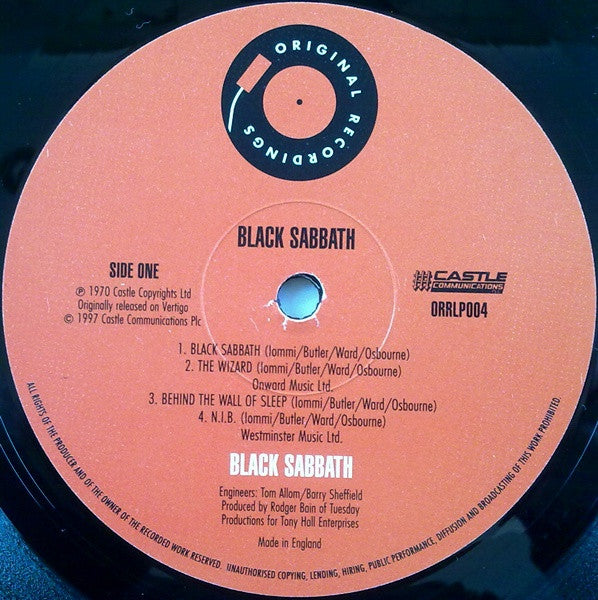 ORIGINAL RECORDINGS
BLACK SABBATH
SIDE ONE
℗ 1970 Castle Copyrights Ltd
Originally released on Vertigo
© 1997 Castle Communications Plc
CASTLE
COMMUNICATIONS
PLC
ORRLP004
1. BLACK SABBATH (Iommi/Butler/Ward/Osbourne)
2. THE WIZARD (Iommi/Butler/Ward/Osbourne)
Onward Music Ltd.
3. BEHIND THE WALL OF SLEEP (Iommi/Butler/Ward/Osbourne)
4. N.I.B. (Iommi/Butler/Ward/Osbourne)
Westminster Music Ltd.
BLACK SABBATH
Engineers: Tom Allom/Barry Sheffield
Produced by Rodger Bain of Tuesday
Productions for Tony Hall Enterprises
Made in England
ALL RIGHTS OF THE PRODUCER AND OF THE OWNER OF THE RECORDED WORK RESERVED. UNAUTHORISED COPYING, LENDING, HIRING, PUBLIC PERFORMANCE, DIFFUSION AND BROADCASTING OF THIS WORK PROHIBITED.